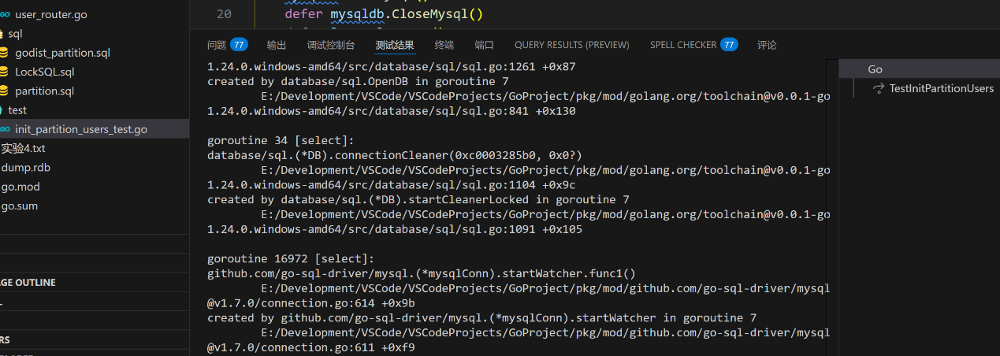 user_router.go
sql
godist_partition.sql
LockSQL.sql
partition.sql
test
init_partition_users_test.go
实验4.txt
dump.rdb
go.mod
go.sum
AGE OUTLINE
RS
20 defer mysqldb.CloseMysql()
问题 77 输出 调试控制台 测试结果 终端 端口 QUERY RESULTS (PREVIEW) SPELL CHECKER 77 评论
1.24.0.windows-amd64/src/database/sql/sql.go:1261 +0x87
created by database/sql.OpenDB in goroutine 7
E:/Development/VSCode/VSCodeProjects/GoProject/pkg/mod/golang.org/toolchain@v0.0.1-go
1.24.0.windows-amd64/src/database/sql/sql.go:841 +0x130
goroutine 34 [select]:
database/sql.(*DB).connectionCleaner(0xc0003285b0, 0x0?)
E:/Development/VSCode/VSCodeProjects/GoProject/pkg/mod/golang.org/toolchain@v0.0.1-go
1.24.0.windows-amd64/src/database/sql/sql.go:1104 +0x9c
created by database/sql.(*DB).startCleanerLocked in goroutine 7
E:/Development/VSCode/VSCodeProjects/GoProject/pkg/mod/golang.org/toolchain@v0.0.1-go
1.24.0.windows-amd64/src/database/sql/sql.go:1091 +0x105
goroutine 16972 [select]:
github.com/go-sql-driver/mysql.(*mysqlConn).startWatcher.func1()
E:/Development/VSCode/VSCodeProjects/GoProject/pkg/mod/github.com/go-sql-driver/mysql
@v1.7.0/connection.go:614 +0x9b
created by github.com/go-sql-driver/mysql.(*mysqlConn).startWatcher in goroutine 7
E:/Development/VSCode/VSCodeProjects/GoProject/pkg/mod/github.com/go-sql-driver/mysql
@v1.7.0/connection.go:611 +0xf9
Go
TestInitPartitionUsers